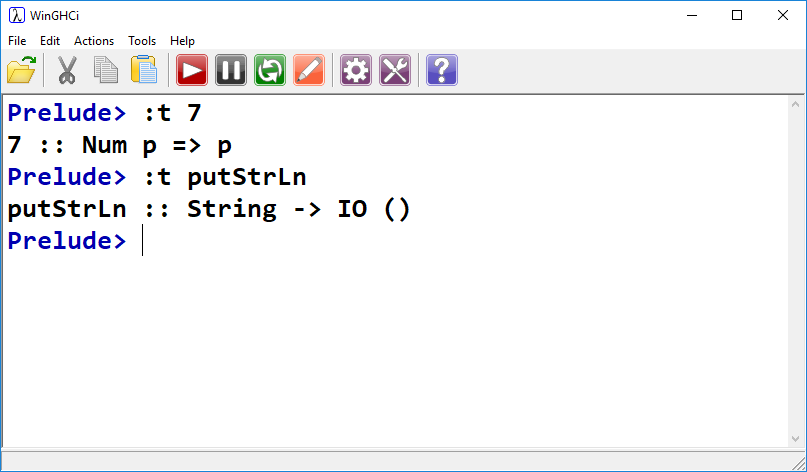 WinGHCi
File Edit Actions Tools Help
Prelude> :t 7
7 :: Num p => p
Prelude> :t putStrLn
putStrLn :: String -> IO ()
Prelude>